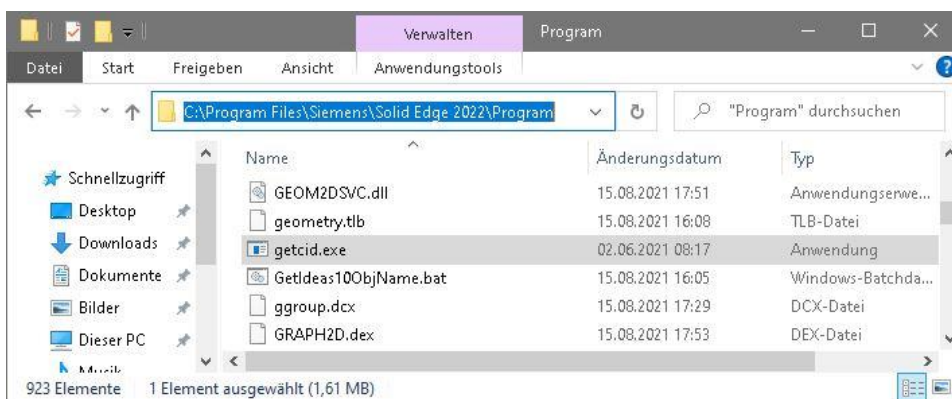 Verwalten Program
Datei Start Freigeben Ansicht Anwendungstools
C:\Program Files\Siemens\Solid Edge 2022\Program "Program" durchsuchen
Name Änderungsdatum Typ
Schnellzugriff
Desktop
Downloads
Dokumente
Bilder
Dieser PC
Musik
GEOM2DSVC.dll 15.08.2021 17:51 Anwendungserwe...
geometry.tlb 15.08.2021 16:08 TLB-Datei
getcid.exe 02.06.2021 08:17 Anwendung
GetIdeas10ObjName.bat 15.08.2021 16:05 Windows-Batchda...
ggroup.dcx 15.08.2021 17:29 DCX-Datei
GRAPH2D.dex 15.08.2021 17:53 DEX-Datei
923 Elemente 1 Element ausgewählt (1,61 MB)